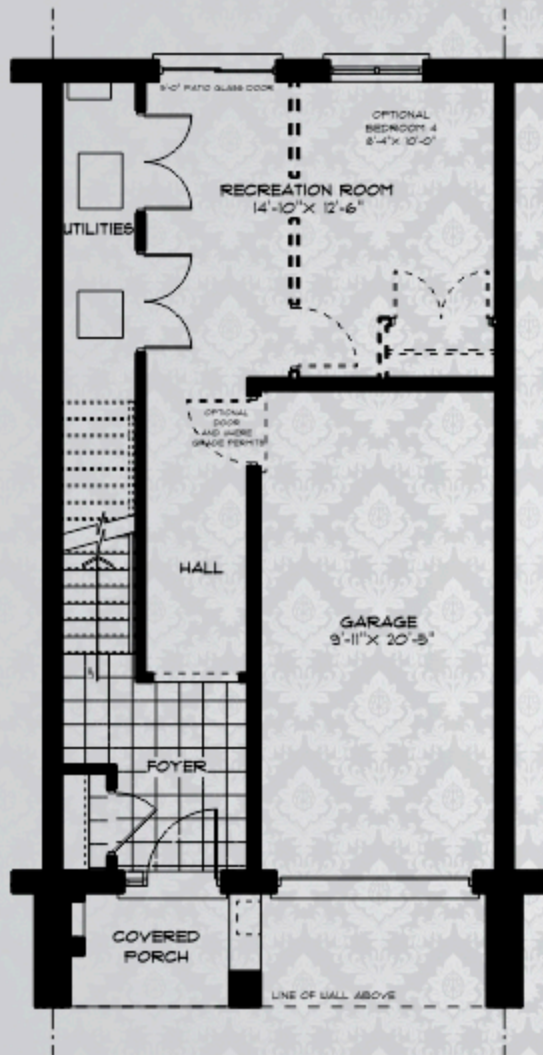 5'-0" PATIO GLASS DOOR
OPTIONAL
BEDROOM 4
8'-4" X 10'-0"
RECREATION ROOM
14'-10" X 12'-6"
UTILITIES
OPTIONAL
DOOR
AND WHERE
GRADE PERMITS
HALL
GARAGE
9'-11" X 20'-5"
FOYER
COVERED
PORCH
LINE OF WALL ABOVE